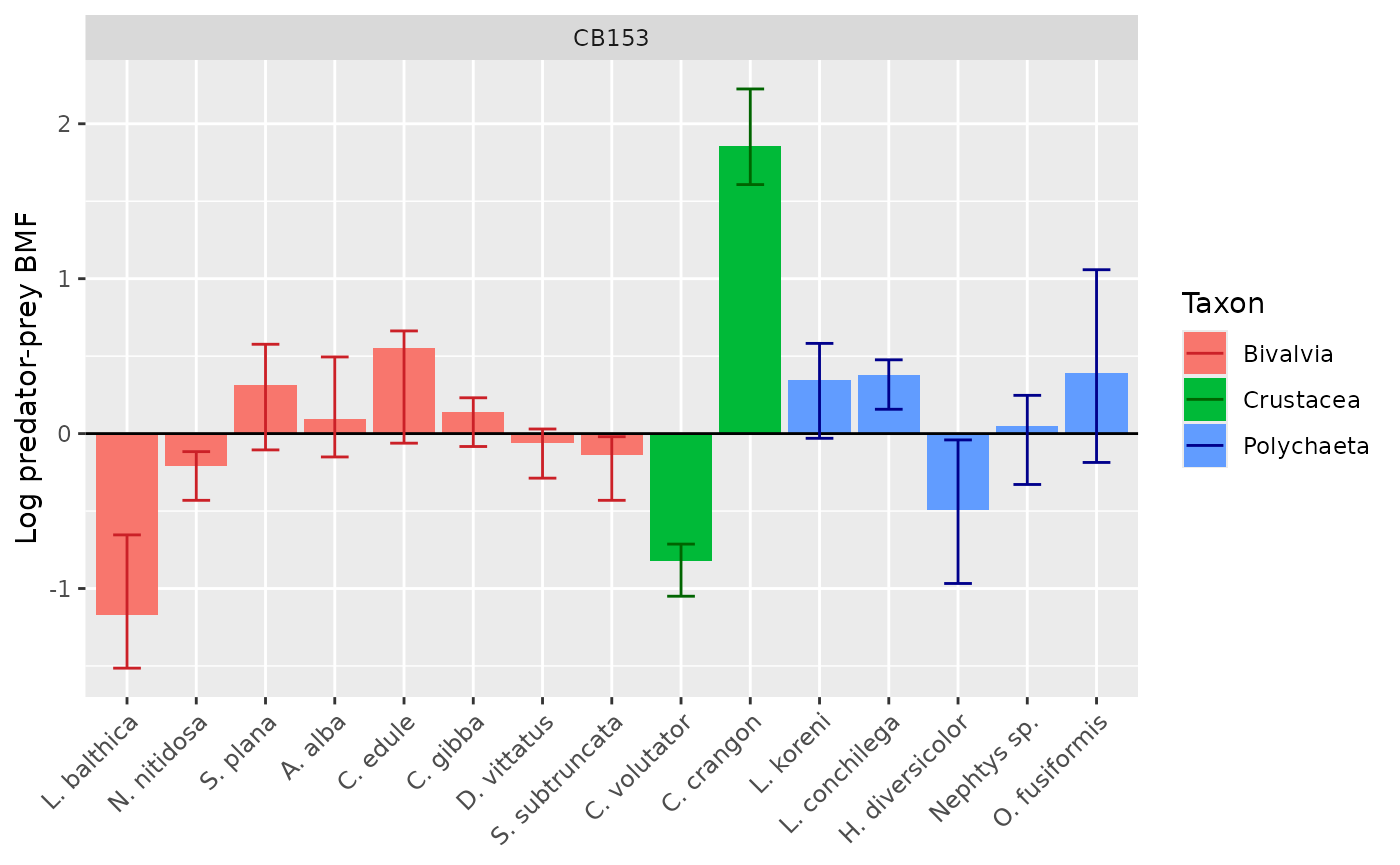 CB153
Log predator-prey BMF
2
1
0
-1
L. balthica
N. nitidosa
S. plana
A. alba
C. edule
C. gibba
D. vittatus
S. subtruncata
C. volutator
C. crangon
L. koreni
L. conchilega
H. diversicolor
Nephtys sp.
O. fusiformis
Taxon
Bivalvia
Crustacea
Polychaeta